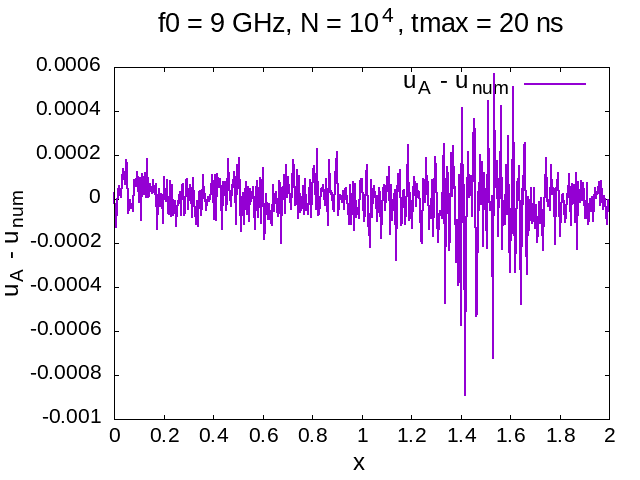 f0 = 9 GHz, N = 10⁴, tmax = 20 ns
u_A - u_num
0.0006
0.0004
0.0002
0
-0.0002
-0.0004
-0.0006
-0.0008
-0.001
u_A - u_num
0 0.2 0.4 0.6 0.8 1 1.2 1.4 1.6 1.8 2
x